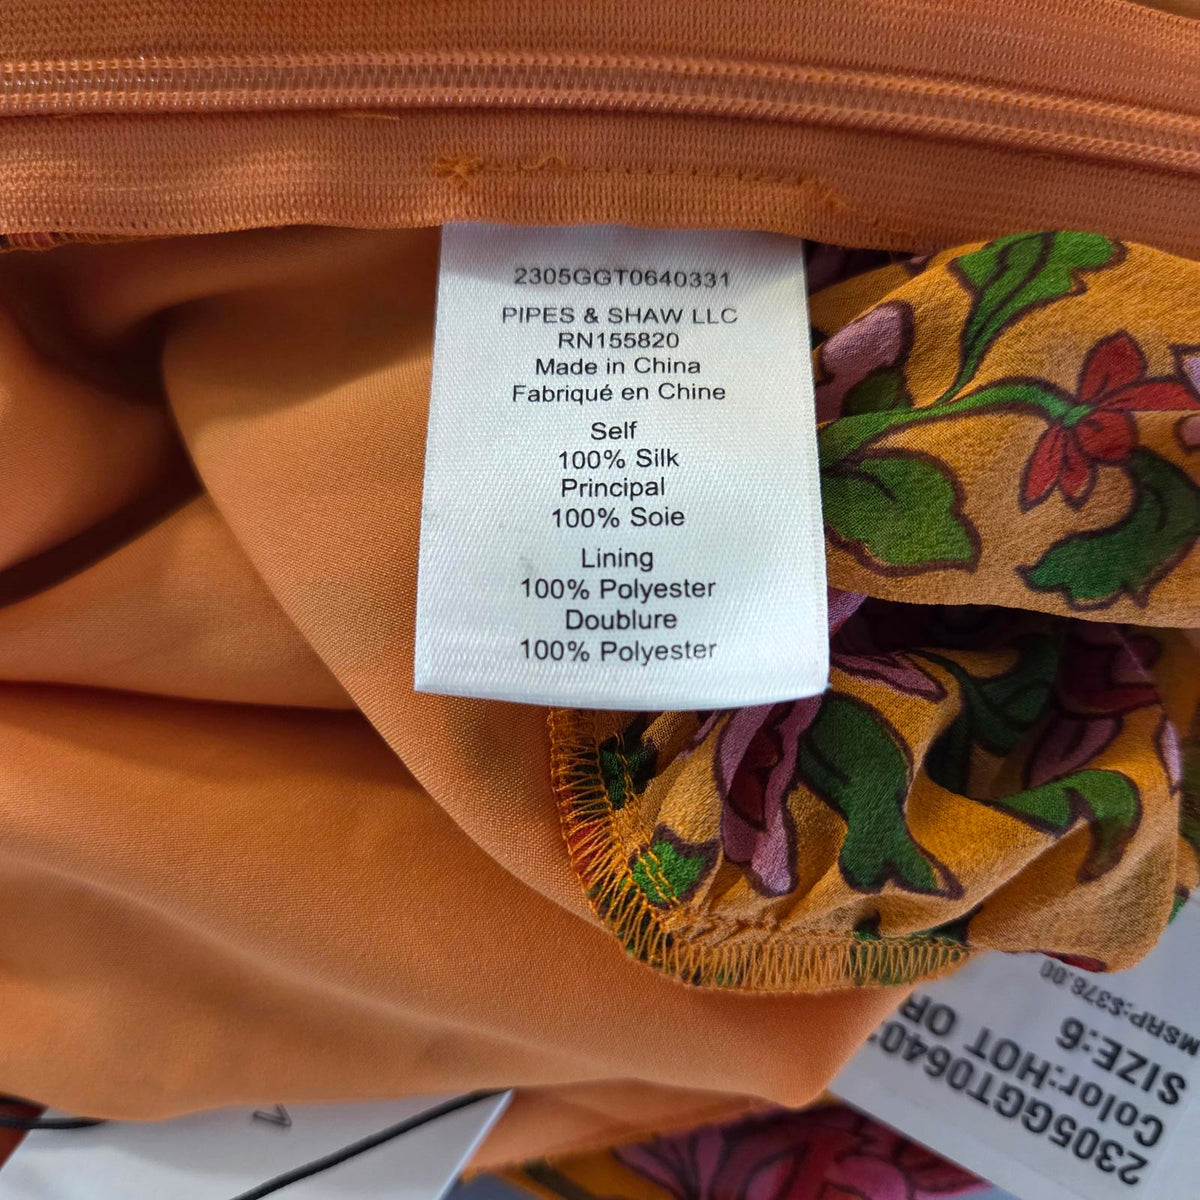 2305GGT0640331
PIPES & SHAW LLC
RN155820
Made in China
Fabriqué en Chine
Self
100% Silk
Principal
100% Soie
Lining
100% Polyester
Doublure
100% Polyester
2305GGT0640
Color:HOT OR
SIZE:6
MSRP:$378.00